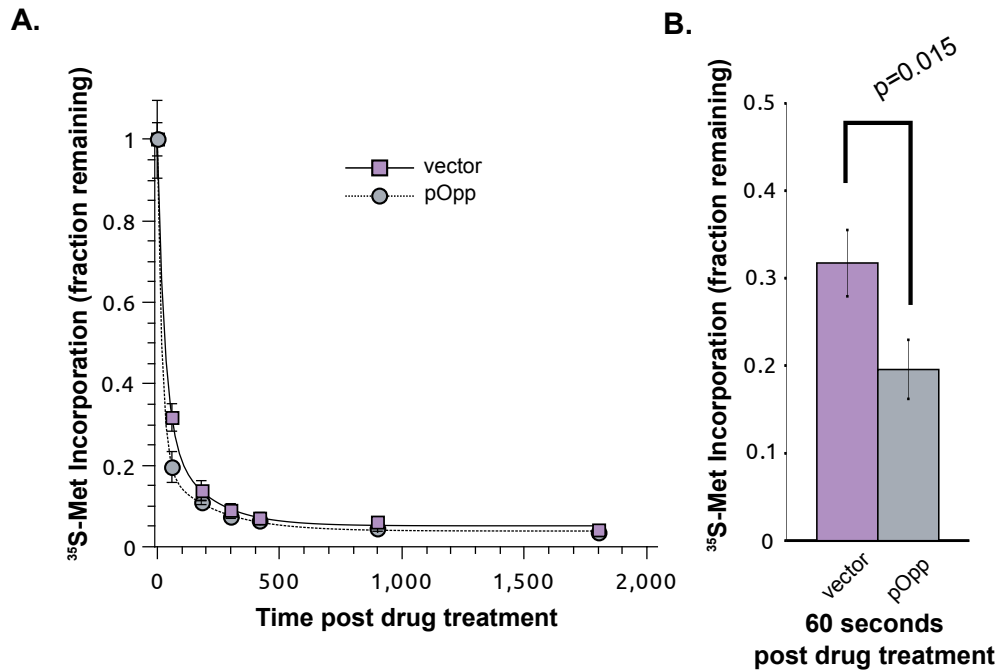 A.
³⁵S-Met Incorporation (fraction remaining)
1
0.8
0.6
0.4
0.2
0
vector
pOpp
0
500
1,000
1,500
2,000
Time post drug treatment
B.
p=0.015
³⁵S-Met Incorporation (fraction remaining)
0.5
0.4
0.3
0.2
0.1
0
vector
pOpp
60 seconds
post drug treatment